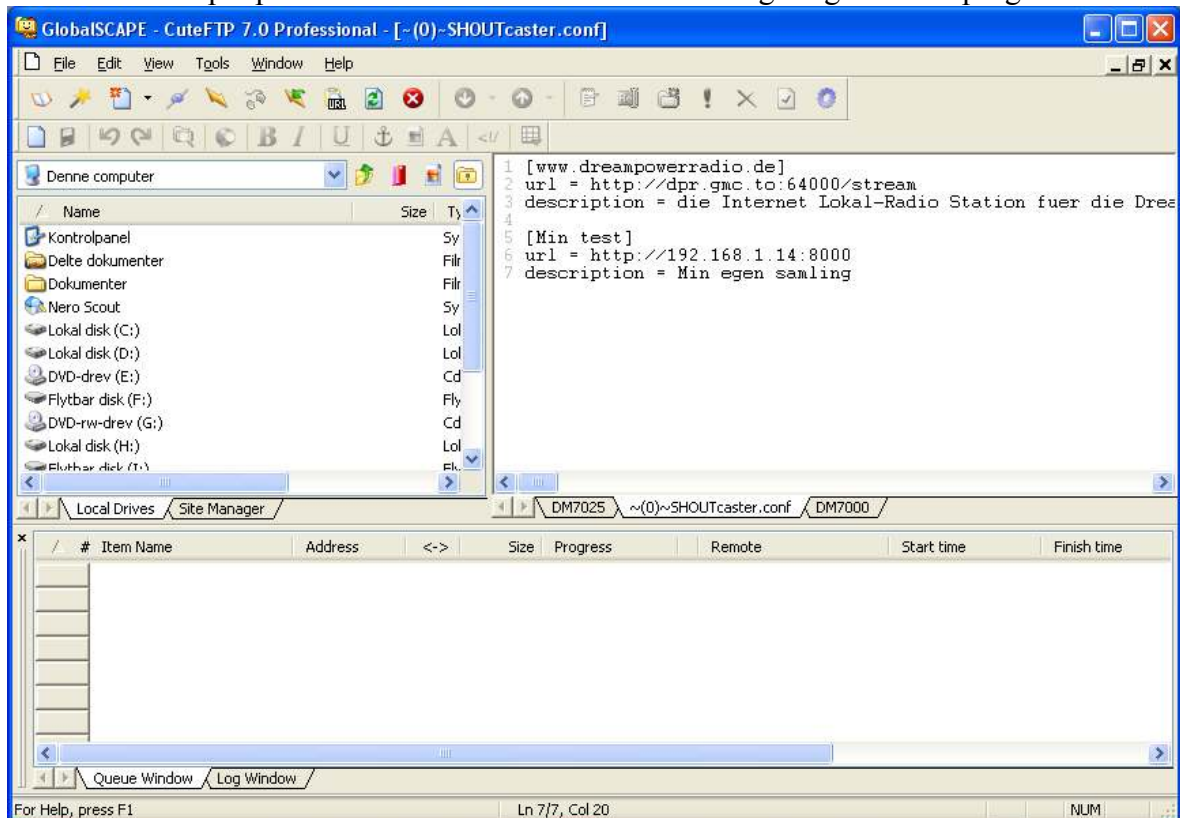 GlobalSCAPE - CuteFTP 7.0 Professional - [~(0)~SHOUTcaster.conf]
File Edit View Tools Window Help
URL
B I U A </
Denne computer
/ Name Size Ty
Kontrolpanel Sy
Delte dokumenter Filr
Dokumenter Filr
Nero Scout Sy
Lokal disk (C:) Lol
Lokal disk (D:) Lol
DVD-drev (E:) Cd
Flytbar disk (F:) Fly
DVD-rw-drev (G:) Cd
Lokal disk (H:) Lol
Local Drives Site Manager
1 [www.dreampowerradio.de]
2 url = http://dpr.gmc.to:64000/stream
3 description = die Internet Lokal-Radio Station fuer die Drea
4
5 [Min test]
6 url = http://192.168.1.14:8000
7 description = Min egen samling
DM7025 ~(0)~SHOUTcaster.conf DM7000
/ # Item Name Address <-> Size Progress Remote Start time Finish time
Queue Window Log Window
For Help, press F1 Ln 7/7, Col 20 NUM